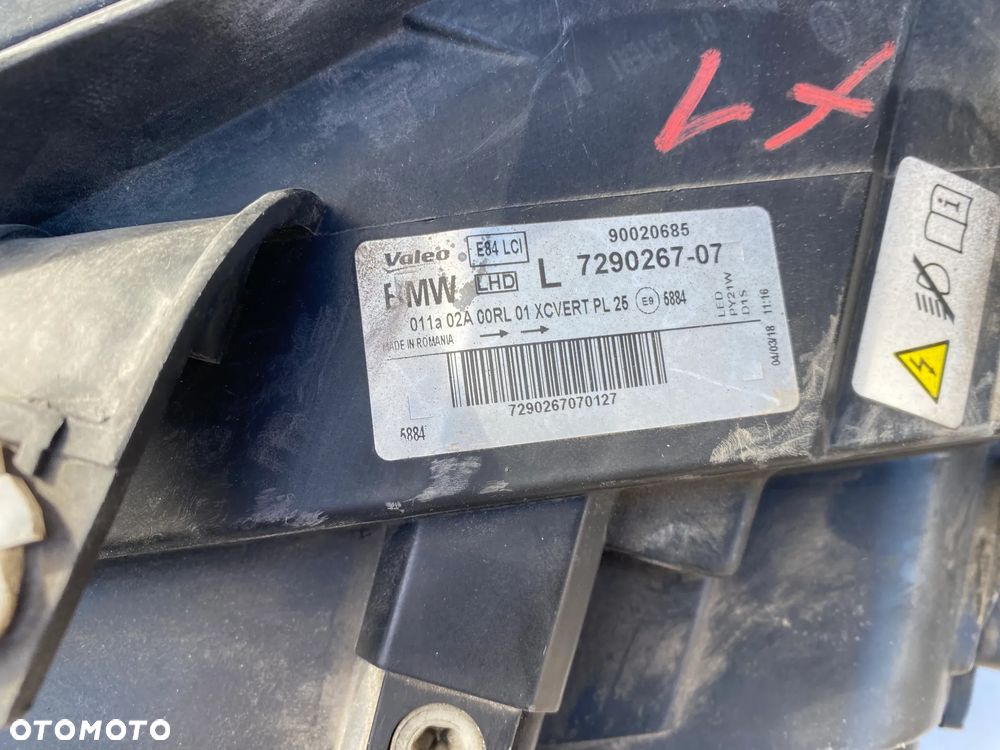 LX
Valeo E84 LCI 90020685
BMW LHD L 7290267-07
011a 02A 00RL 01 XCVERT PL 25 E9 5884
LED
PY21W
D1S
MADE IN ROMANIA
04/03/18 11:16
7290267070127
5884
i
OTOMOTO